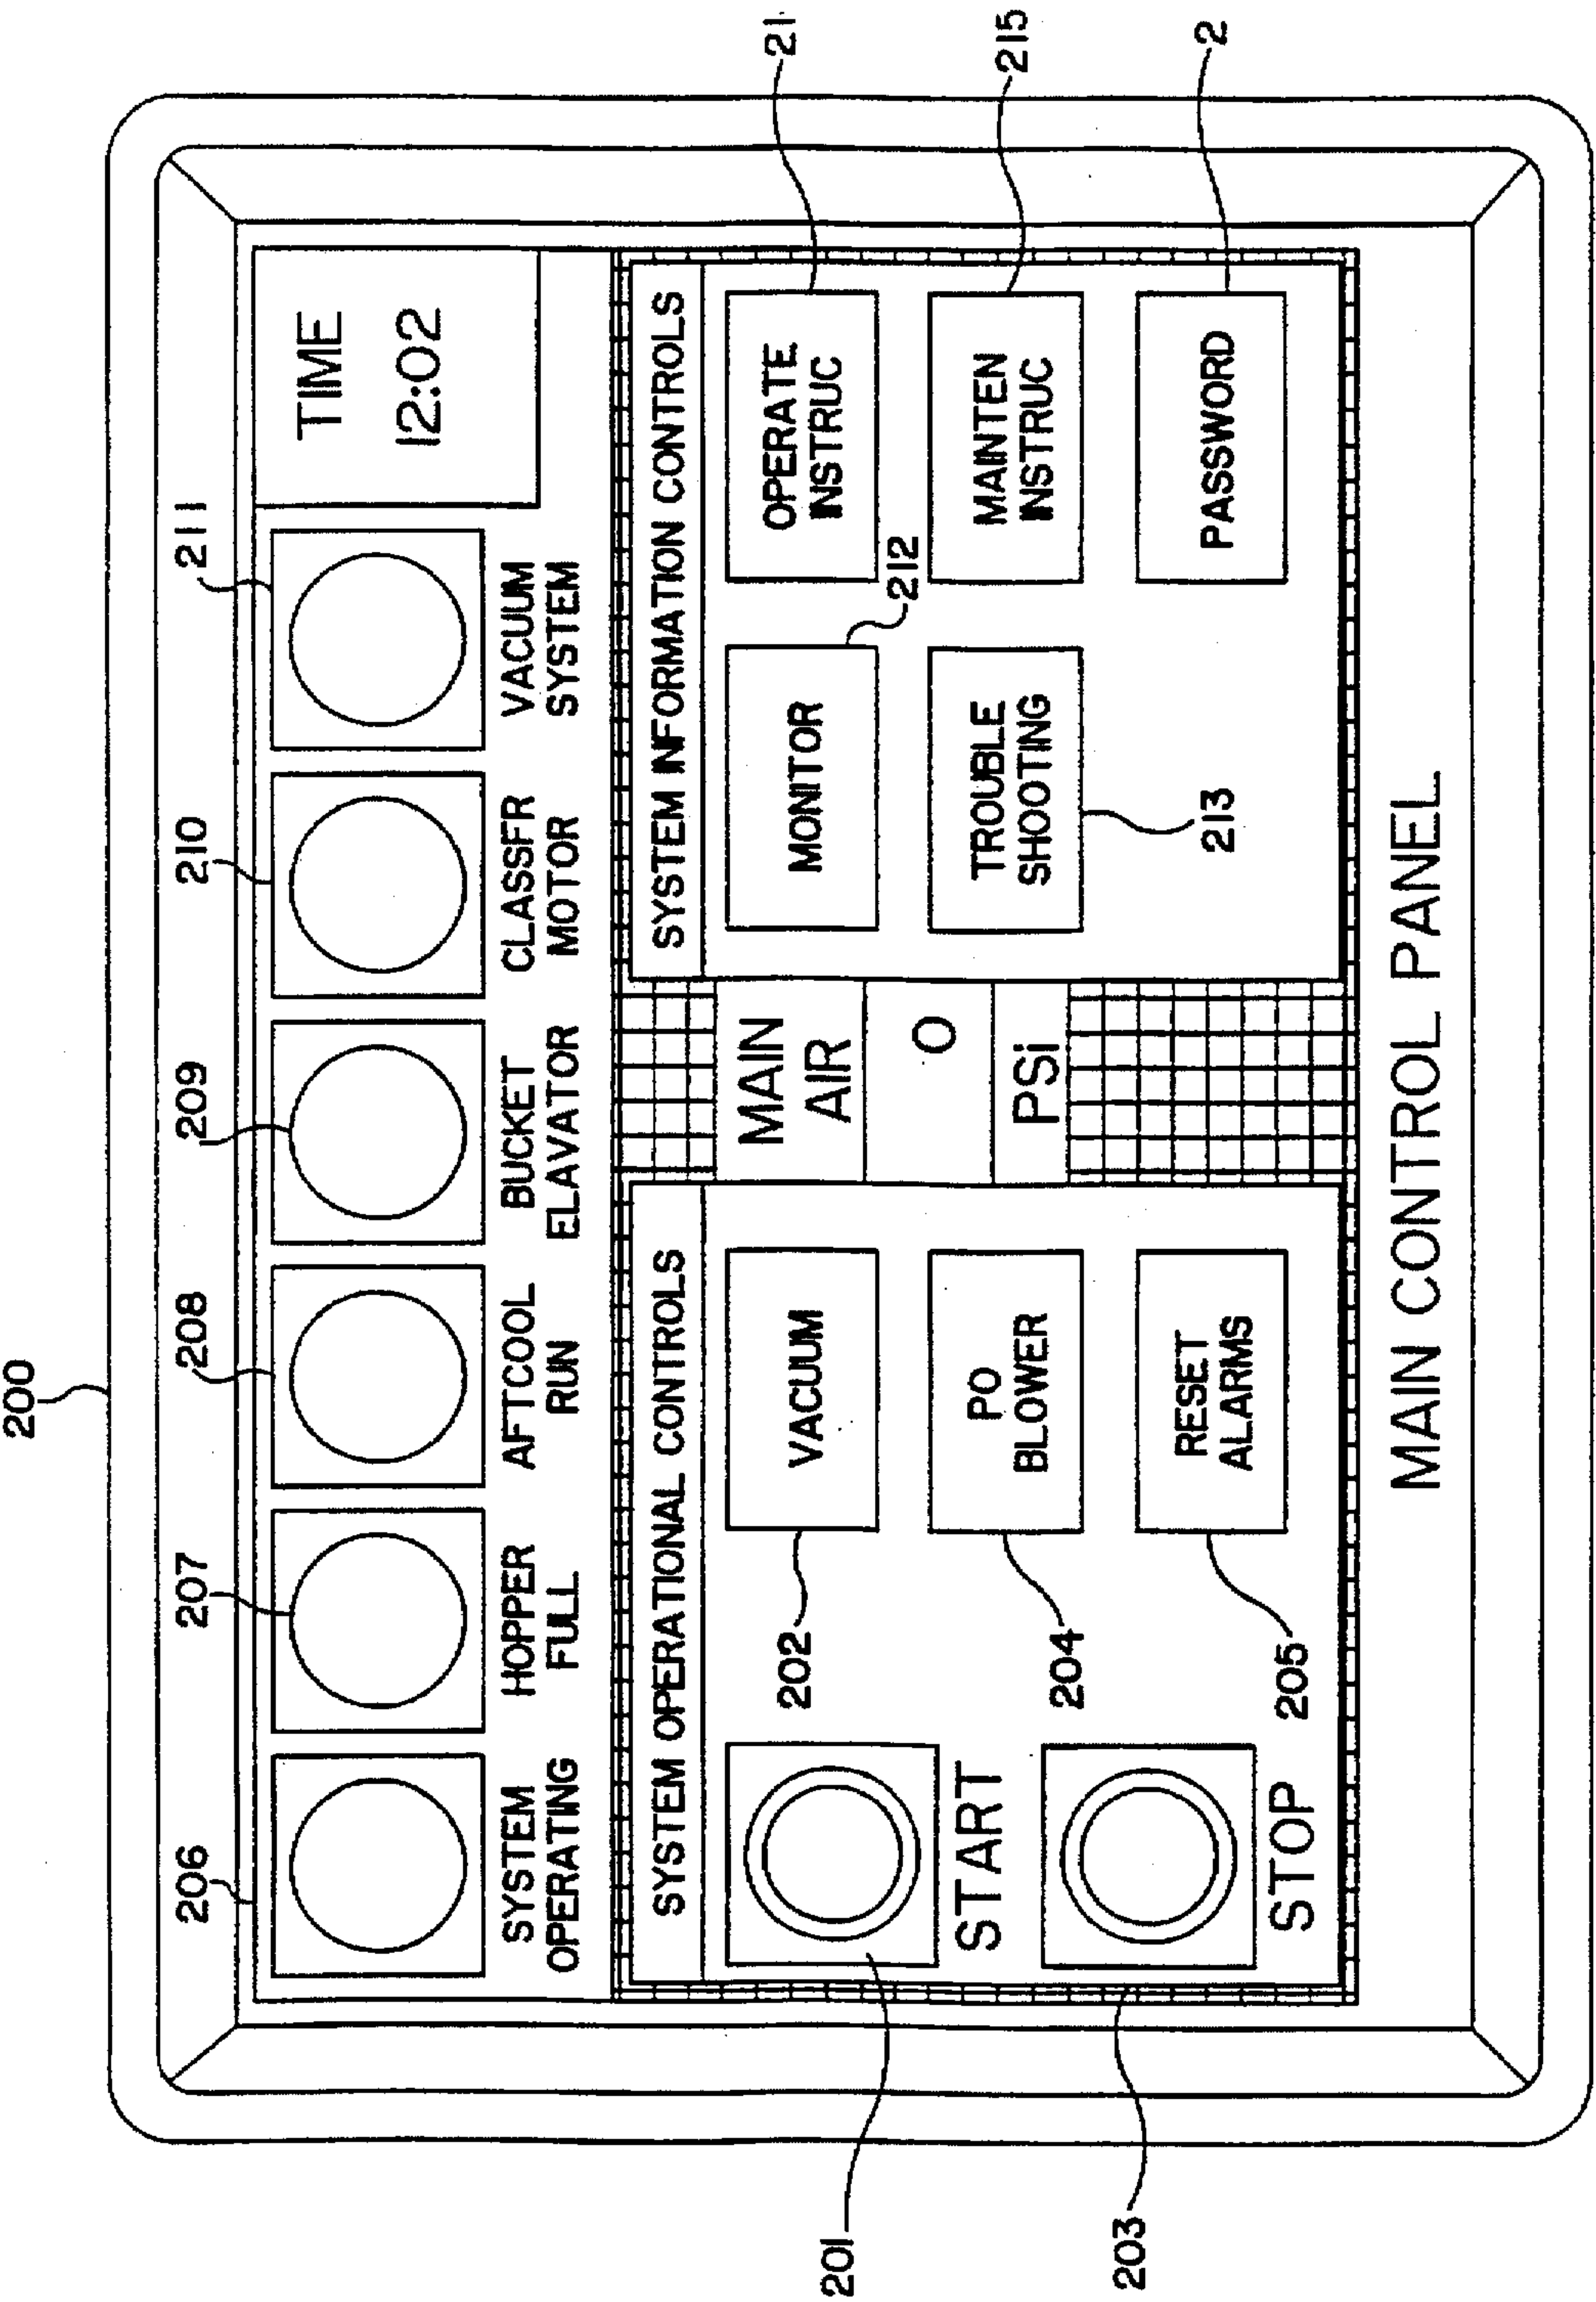 200
206
207
208
209
210
211
SYSTEM
OPERATING
HOPPER
FULL
AFTCOOL
RUN
BUCKET
ELAVATOR
CLASSFR
MOTOR
VACUUM
SYSTEM
TIME
12:02
SYSTEM OPERATIONAL CONTROLS
START
STOP
201
203
VACUUM
202
PO
BLOWER
204
RESET
ALARMS
205
MAIN
AIR
0
PSi
SYSTEM INFORMATION CONTROLS
MONITOR
212
TROUBLE
SHOOTING
213
OPERATE
INSTRUC
21
MAINTEN
INSTRUC
215
PASSWORD
2
MAIN CONTROL PANEL